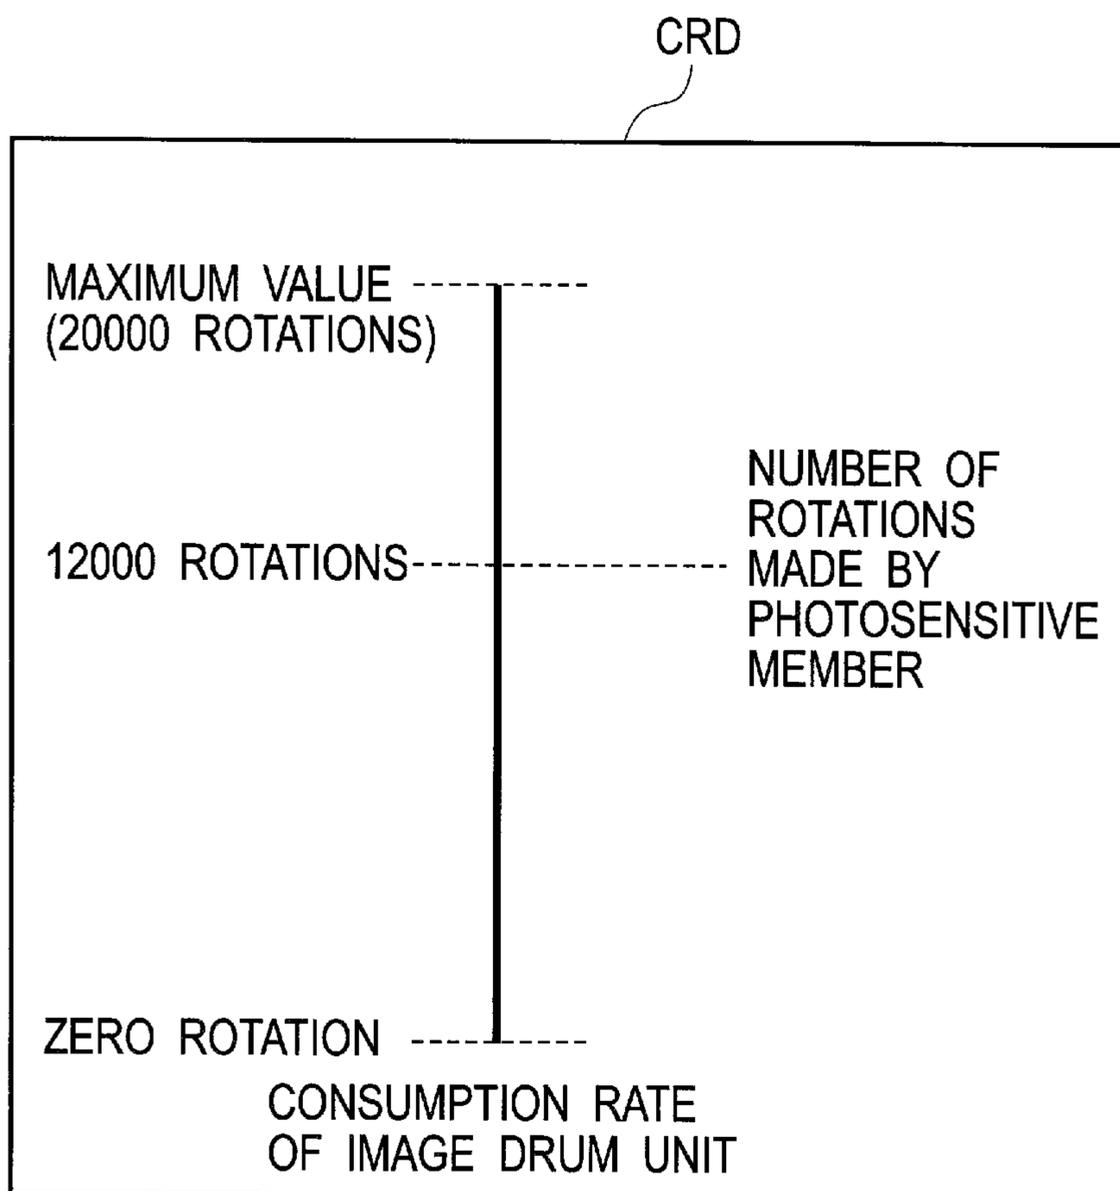 CRD
MAXIMUM VALUE
(20000 ROTATIONS)
12000 ROTATIONS
NUMBER OF
ROTATIONS
MADE BY
PHOTOSENSITIVE
MEMBER
ZERO ROTATION
CONSUMPTION RATE
OF IMAGE DRUM UNIT